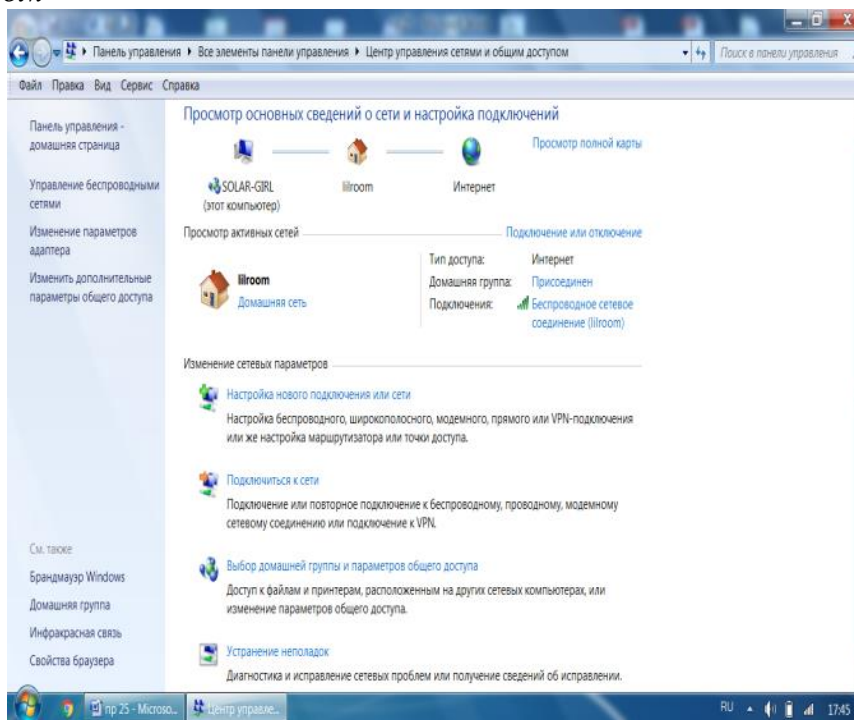 Панель управления ▸ Все элементы панели управления ▸ Центр управления сетями и общим доступом
Поиск в панели управления
Файл Правка Вид Сервис Справка
Панель управления -
домашняя страница
Управление беспроводными
сетями
Изменение параметров
адаптера
Изменить дополнительные
параметры общего доступа
См. также
Брандмауэр Windows
Домашняя группа
Инфракрасная связь
Свойства браузера
Просмотр основных сведений о сети и настройка подключений
Просмотр полной карты
SOLAR-GIRL
(этот компьютер)
lilroom
Интернет
Просмотр активных сетей
Подключение или отключение
lilroom
Домашняя сеть
Тип доступа: Интернет
Домашняя группа: Присоединен
Подключения: Беспроводное сетевое
соединение (lilroom)
Изменение сетевых параметров
Настройка нового подключения или сети
Настройка беспроводного, широкополосного, модемного, прямого или VPN-подключения
или же настройка маршрутизатора или точки доступа.
Подключиться к сети
Подключение или повторное подключение к беспроводному, проводному, модемному
сетевому соединению или подключение к VPN.
Выбор домашней группы и параметров общего доступа
Доступ к файлам и принтерам, расположенным на других сетевых компьютерах, или
изменение параметров общего доступа.
Устранение неполадок
Диагностика и исправление сетевых проблем или получение сведений об исправлении.
пр 25 - Microso...
Центр управле...
RU
17:45